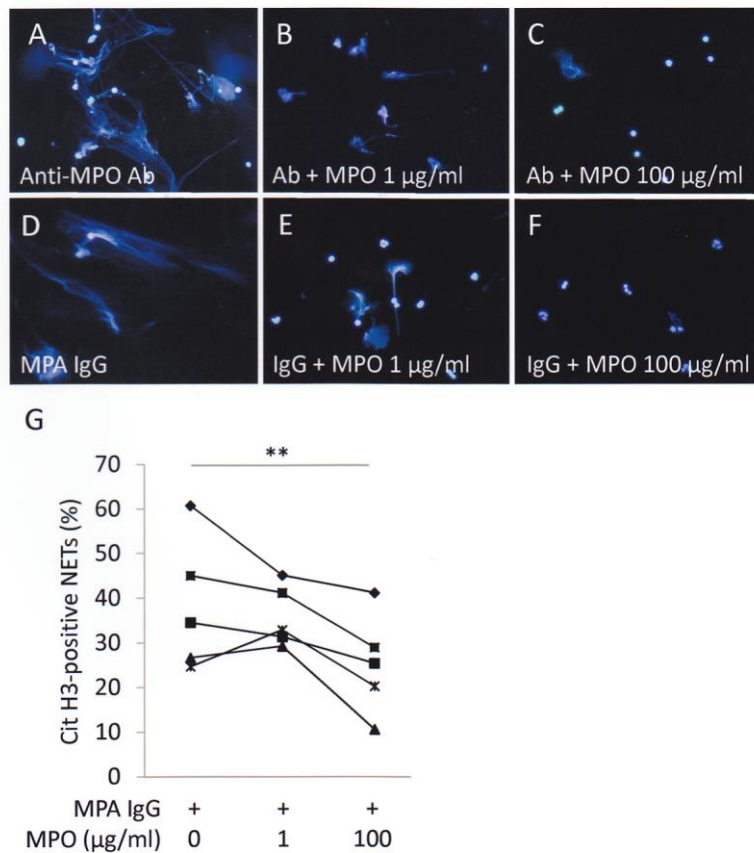 A
Anti-MPO Ab
B
Ab + MPO 1 µg/ml
C
Ab + MPO 100 µg/ml
D
MPA IgG
E
IgG + MPO 1 µg/ml
F
IgG + MPO 100 µg/ml
G
**
70
60
50
40
30
20
10
0
Cit H3-positive NETs (%)
MPA IgG + + +
MPO (µg/ml) 0 1 100